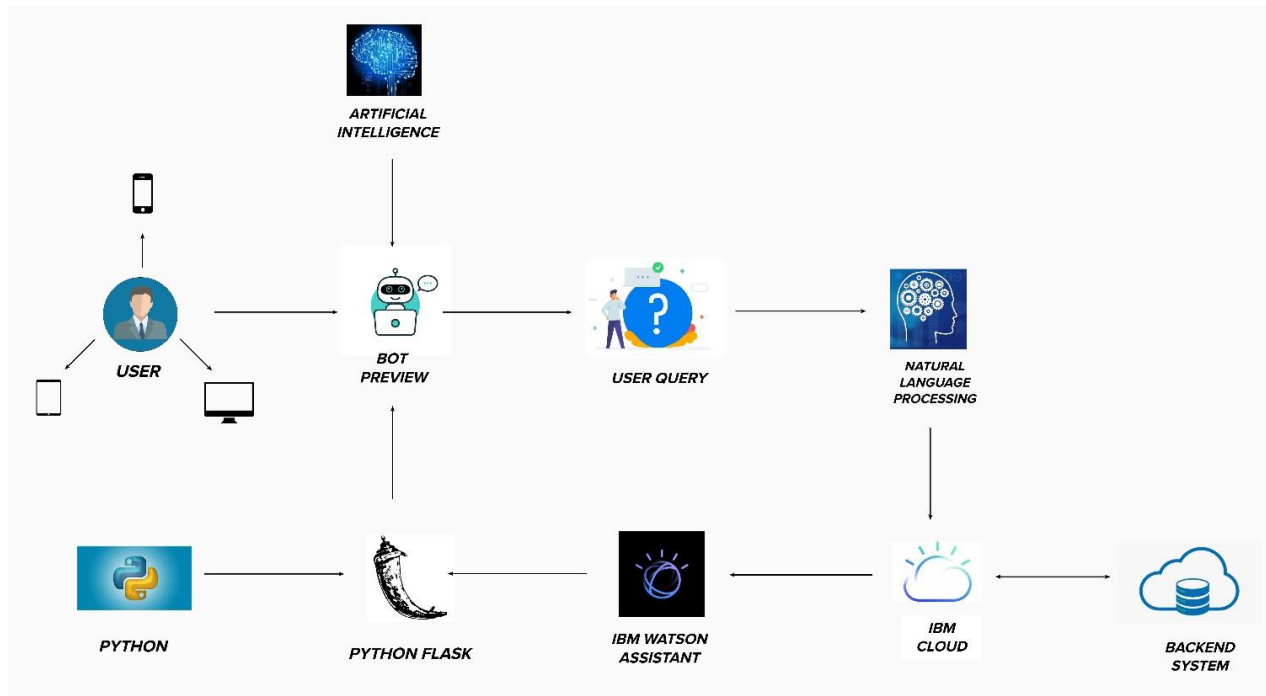 ARTIFICIAL
INTELLIGENCE
USER
BOT
PREVIEW
USER QUERY
NATURAL
LANGUAGE
PROCESSING
PYTHON
PYTHON FLASK
IBM WATSON
ASSISTANT
IBM
CLOUD
BACKEND
SYSTEM